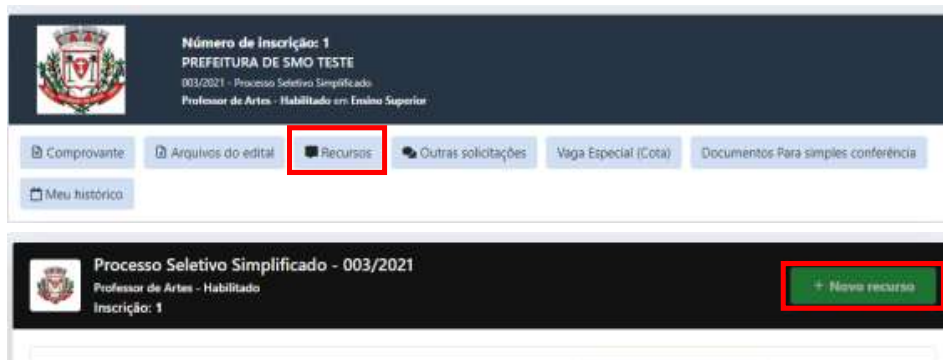 Número de inscrição: 1
PREFEITURA DE SMO TESTE
003/2021 - Processo Seletivo Simplificado
Professor de Artes - Habilitado em Ensino Superior
Comprovante
Arquivos do edital
Recursos
Outras solicitações
Vaga Especial (Cota)
Documentos Para simples conferência
Meu histórico
Processo Seletivo Simplificado - 003/2021
Professor de Artes - Habilitado
Inscrição: 1
+ Novo recurso